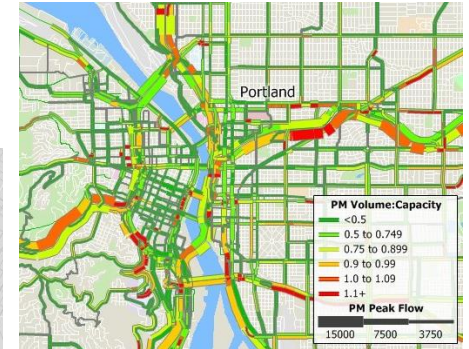 Portland
PM Volume:Capacity
<0.5
0.5 to 0.749
0.75 to 0.899
0.9 to 0.99
1.0 to 1.09
1.1+
PM Peak Flow
15000 7500 3750